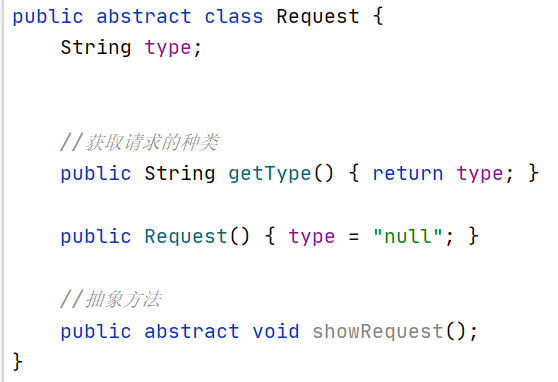 public abstract class Request {
String type;
//获取请求的种类
public String getType() { return type; }
public Request() { type = "null"; }
//抽象方法
public abstract void showRequest();
}